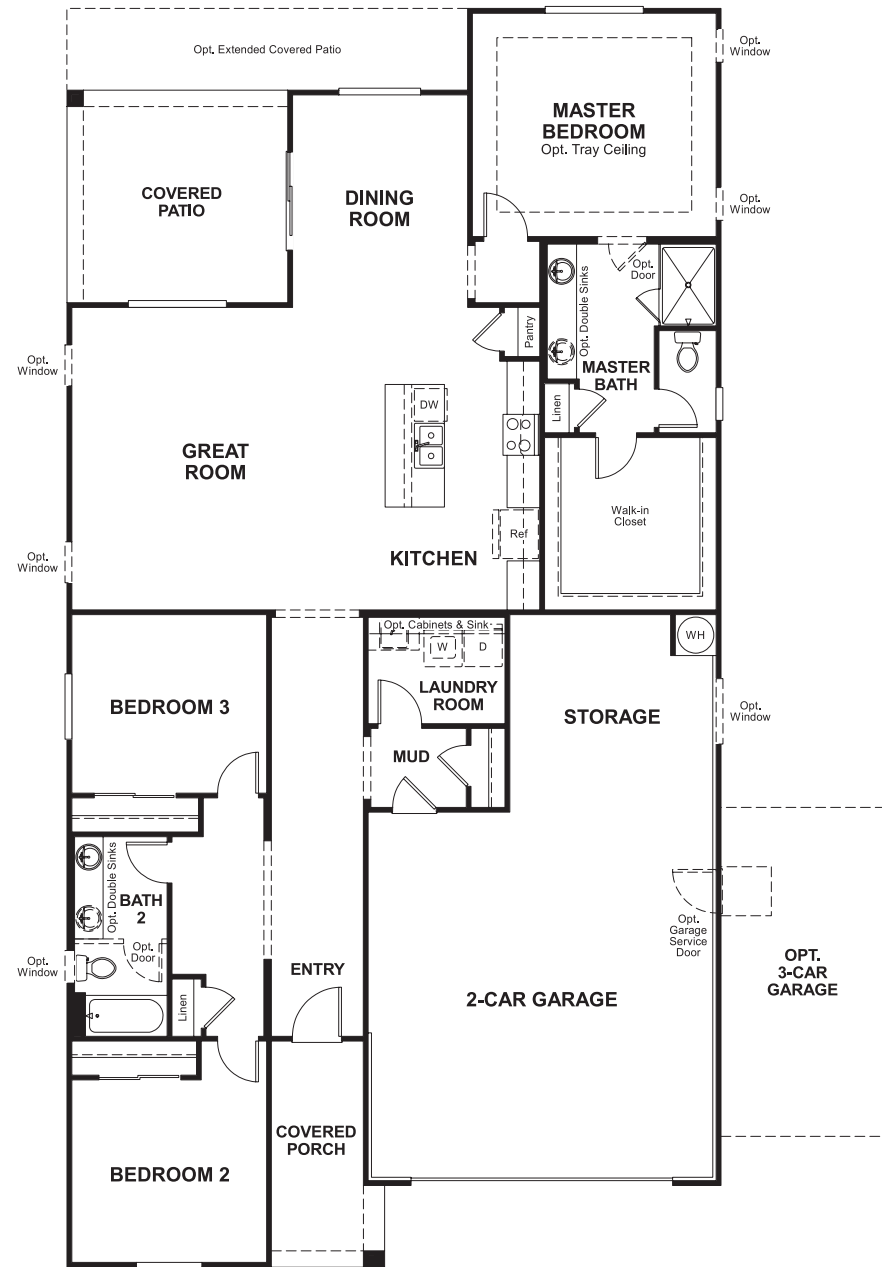 Opt. Extended Covered Patio
Opt.
Window
MASTER
BEDROOM
Opt. Tray Ceiling
COVERED
PATIO
DINING
ROOM
Opt.
Window
Opt.
Door
Opt. Double Sinks
Pantry
MASTER
BATH
Opt.
Window
DW
Linen
GREAT
ROOM
Walk-in
Closet
Ref
KITCHEN
Opt.
Window
Opt. Cabinets & Sink
W
D
WH
LAUNDRY
ROOM
BEDROOM 3
STORAGE
Opt.
Window
MUD
Opt. Double Sinks
BATH
2
Opt.
Door
Opt.
Window
Opt.
Garage
Service
Door
ENTRY
OPT.
3-CAR
GARAGE
Linen
2-CAR GARAGE
COVERED
PORCH
BEDROOM 2